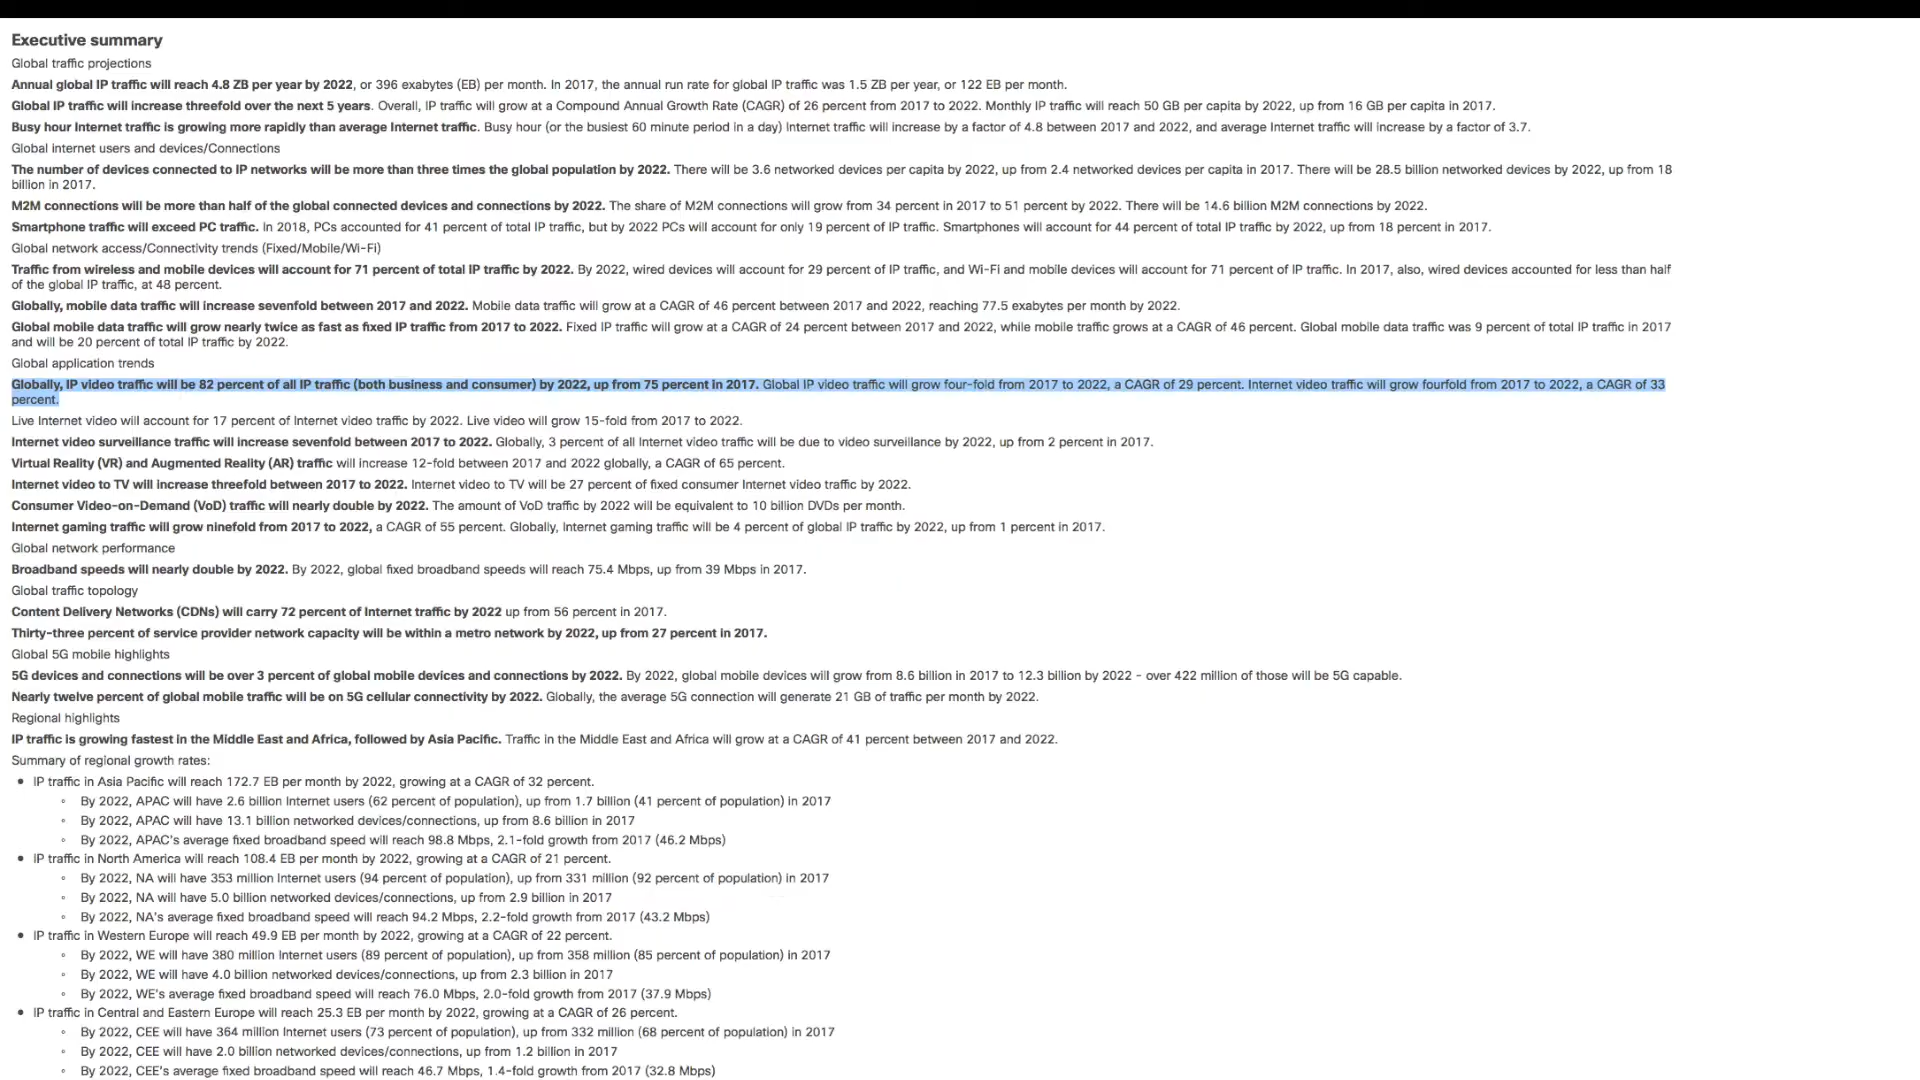 Executive summary
Global traffic projections
Annual global IP traffic will reach 4.8 ZB per year by 2022, or 396 exabytes (EB) per month. In 2017, the annual run rate for global IP traffic was 1.5 ZB per year, or 122 EB per month.
Global IP traffic will increase threefold over the next 5 years. Overall, IP traffic will grow at a Compound Annual Growth Rate (CAGR) of 26 percent from 2017 to 2022. Monthly IP traffic will reach 50 GB per capita by 2022, up from 16 GB per capita in 2017.
Busy hour Internet traffic is growing more rapidly than average Internet traffic. Busy hour (or the busiest 60 minute period in a day) Internet traffic will increase by a factor of 4.8 between 2017 and 2022, and average Internet traffic will increase by a factor of 3.7.
Global internet users and devices/Connections
The number of devices connected to IP networks will be more than three times the global population by 2022. There will be 3.6 networked devices per capita by 2022, up from 2.4 networked devices per capita in 2017. There will be 28.5 billion networked devices by 2022, up from 18
billion in 2017.
M2M connections will be more than half of the global connected devices and connections by 2022. The share of M2M connections will grow from 34 percent in 2017 to 51 percent by 2022. There will be 14.6 billion M2M connections by 2022.
Smartphone traffic will exceed PC traffic. In 2018, PCs accounted for 41 percent of total IP traffic, but by 2022 PCs will account for only 19 percent of IP traffic. Smartphones will account for 44 percent of total IP traffic by 2022, up from 18 percent in 2017.
Global network access/Connectivity trends (Fixed/Mobile/Wi-Fi)
Traffic from wireless and mobile devices will account for 71 percent of total IP traffic by 2022. By 2022, wired devices will account for 29 percent of IP traffic, and Wi-Fi and mobile devices will account for 71 percent of IP traffic. In 2017, also, wired devices accounted for less than half
of the global IP traffic, at 48 percent.
Globally, mobile data traffic will increase sevenfold between 2017 and 2022. Mobile data traffic will grow at a CAGR of 46 percent between 2017 and 2022, reaching 77.5 exabytes per month by 2022.
Global mobile data traffic will grow nearly twice as fast as fixed IP traffic from 2017 to 2022. Fixed IP traffic will grow at a CAGR of 24 percent between 2017 and 2022, while mobile traffic grows at a CAGR of 46 percent. Global mobile data traffic was 9 percent of total IP traffic in 2017
and will be 20 percent of total IP traffic by 2022.
Global application trends
Globally, IP video traffic will be 82 percent of all IP traffic (both business and consumer) by 2022, up from 75 percent in 2017. Global IP video traffic will grow four-fold from 2017 to 2022, a CAGR of 29 percent. Internet video traffic will grow fourfold from 2017 to 2022, a CAGR of 33
percent.
Live Internet video will account for 17 percent of Internet video traffic by 2022. Live video will grow 15-fold from 2017 to 2022.
Internet video surveillance traffic will increase sevenfold between 2017 to 2022. Globally, 3 percent of all Internet video traffic will be due to video surveillance by 2022, up from 2 percent in 2017.
Virtual Reality (VR) and Augmented Reality (AR) traffic will increase 12-fold between 2017 and 2022 globally, a CAGR of 65 percent.
Internet video to TV will increase threefold between 2017 to 2022. Internet video to TV will be 27 percent of fixed consumer Internet video traffic by 2022.
Consumer Video-on-Demand (VoD) traffic will nearly double by 2022. The amount of VoD traffic by 2022 will be equivalent to 10 billion DVDs per month.
Internet gaming traffic will grow ninefold from 2017 to 2022, a CAGR of 55 percent. Globally, Internet gaming traffic will be 4 percent of global IP traffic by 2022, up from 1 percent in 2017.
Global network performance
Broadband speeds will nearly double by 2022. By 2022, global fixed broadband speeds will reach 75.4 Mbps, up from 39 Mbps in 2017.
Global traffic topology
Content Delivery Networks (CDNs) will carry 72 percent of Internet traffic by 2022 up from 56 percent in 2017.
Thirty-three percent of service provider network capacity will be within a metro network by 2022, up from 27 percent in 2017.
Global 5G mobile highlights
5G devices and connections will be over 3 percent of global mobile devices and connections by 2022. By 2022, global mobile devices will grow from 8.6 billion in 2017 to 12.3 billion by 2022 - over 422 million of those will be 5G capable.
Nearly twelve percent of global mobile traffic will be on 5G cellular connectivity by 2022. Globally, the average 5G connection will generate 21 GB of traffic per month by 2022.
Regional highlights
IP traffic is growing fastest in the Middle East and Africa, followed by Asia Pacific. Traffic in the Middle East and Africa will grow at a CAGR of 41 percent between 2017 and 2022.
Summary of regional growth rates:
• IP traffic in Asia Pacific will reach 172.7 EB per month by 2022, growing at a CAGR of 32 percent.
◦ By 2022, APAC will have 2.6 billion Internet users (62 percent of population), up from 1.7 billion (41 percent of population) in 2017
◦ By 2022, APAC will have 13.1 billion networked devices/connections, up from 8.6 billion in 2017
◦ By 2022, APAC's average fixed broadband speed will reach 98.8 Mbps, 2.1-fold growth from 2017 (46.2 Mbps)
• IP traffic in North America will reach 108.4 EB per month by 2022, growing at a CAGR of 21 percent.
◦ By 2022, NA will have 353 million Internet users (94 percent of population), up from 331 million (92 percent of population) in 2017
◦ By 2022, NA will have 5.0 billion networked devices/connections, up from 2.9 billion in 2017
◦ By 2022, NA's average fixed broadband speed will reach 94.2 Mbps, 2.2-fold growth from 2017 (43.2 Mbps)
• IP traffic in Western Europe will reach 49.9 EB per month by 2022, growing at a CAGR of 22 percent.
◦ By 2022, WE will have 380 million Internet users (89 percent of population), up from 358 million (85 percent of population) in 2017
◦ By 2022, WE will have 4.0 billion networked devices/connections, up from 2.3 billion in 2017
◦ By 2022, WE's average fixed broadband speed will reach 76.0 Mbps, 2.0-fold growth from 2017 (37.9 Mbps)
• IP traffic in Central and Eastern Europe will reach 25.3 EB per month by 2022, growing at a CAGR of 26 percent.
◦ By 2022, CEE will have 364 million Internet users (73 percent of population), up from 332 million (68 percent of population) in 2017
◦ By 2022, CEE will have 2.0 billion networked devices/connections, up from 1.2 billion in 2017
◦ By 2022, CEE's average fixed broadband speed will reach 46.7 Mbps, 1.4-fold growth from 2017 (32.8 Mbps)